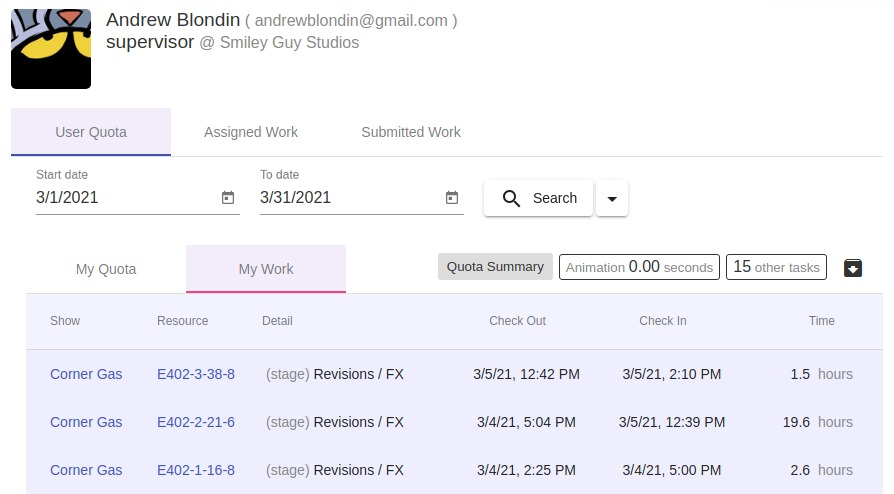 Andrew Blondin ( andrewblondin@gmail.com )
supervisor @ Smiley Guy Studios
User Quota Assigned Work Submitted Work
Start date To date
3/1/2021 3/31/2021 Search
My Quota My Work Quota Summary Animation 0.00 seconds 15 other tasks
Show Resource Detail Check Out Check In Time
Corner Gas E402-3-38-8 (stage) Revisions / FX 3/5/21, 12:42 PM 3/5/21, 2:10 PM 1.5 hours
Corner Gas E402-2-21-6 (stage) Revisions / FX 3/4/21, 5:04 PM 3/5/21, 12:39 PM 19.6 hours
Corner Gas E402-1-16-8 (stage) Revisions / FX 3/4/21, 2:25 PM 3/4/21, 5:00 PM 2.6 hours